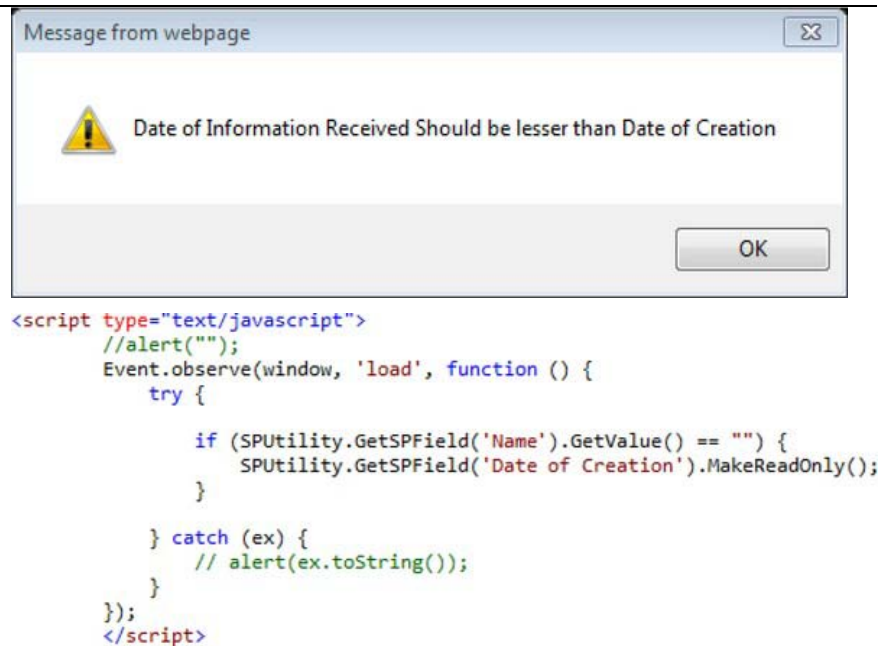 Message from webpage
Date of Information Received Should be lesser than Date of Creation
OK
<script type="text/javascript">
        //alert("");
        Event.observe(window, 'load', function () {
            try {
                if (SPUtility.GetSPField('Name').GetValue() == "") {
                    SPUtility.GetSPField('Date of Creation').MakeReadOnly();
                }
            } catch (ex) {
                // alert(ex.toString());
            }
        });
        </script>